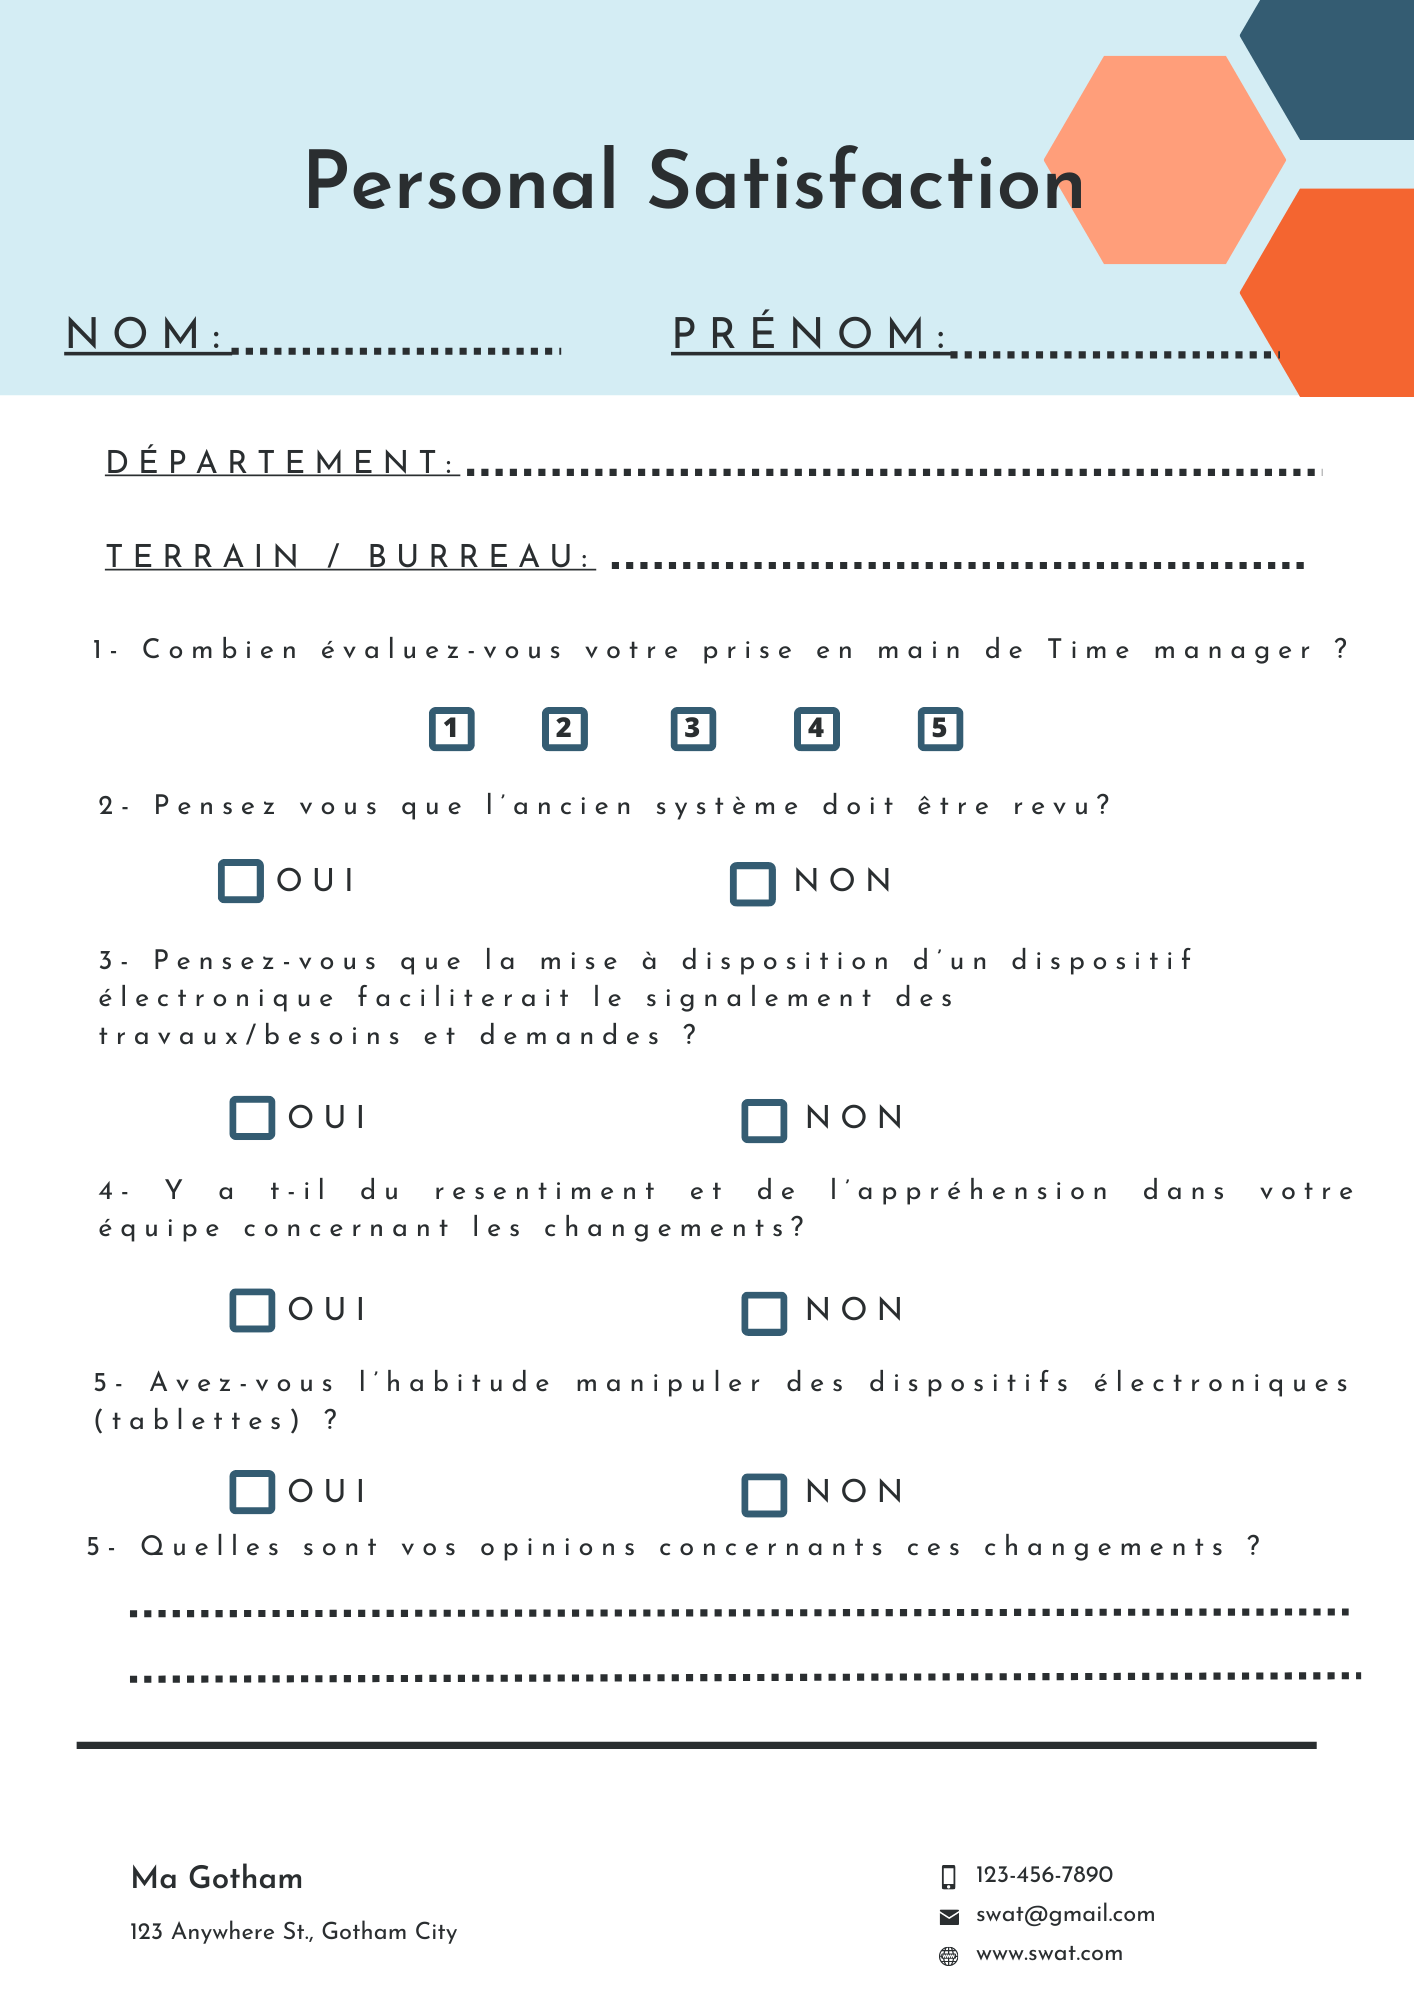 Personal Satisfaction
NOM:
PRÉNOM:
DÉPARTEMENT:
TERRAIN / BURREAU:
1- Combien évaluez-vous votre prise en main de Time manager ?
1 2 3 4 5
2- Pensez vous que l'ancien système doit être revu?
OUI NON
3- Pensez-vous que la mise à disposition d'un dispositif
électronique faciliterait le signalement des
travaux/besoins et demandes ?
OUI NON
4- Y a t-il du resentiment et de l'appréhension dans votre
équipe concernant les changements?
OUI NON
5- Avez-vous l'habitude manipuler des dispositifs électroniques
(tablettes) ?
OUI NON
5- Quelles sont vos opinions concernants ces changements ?
Ma Gotham
123 Anywhere St., Gotham City
123-456-7890
swat@gmail.com
www.swat.com